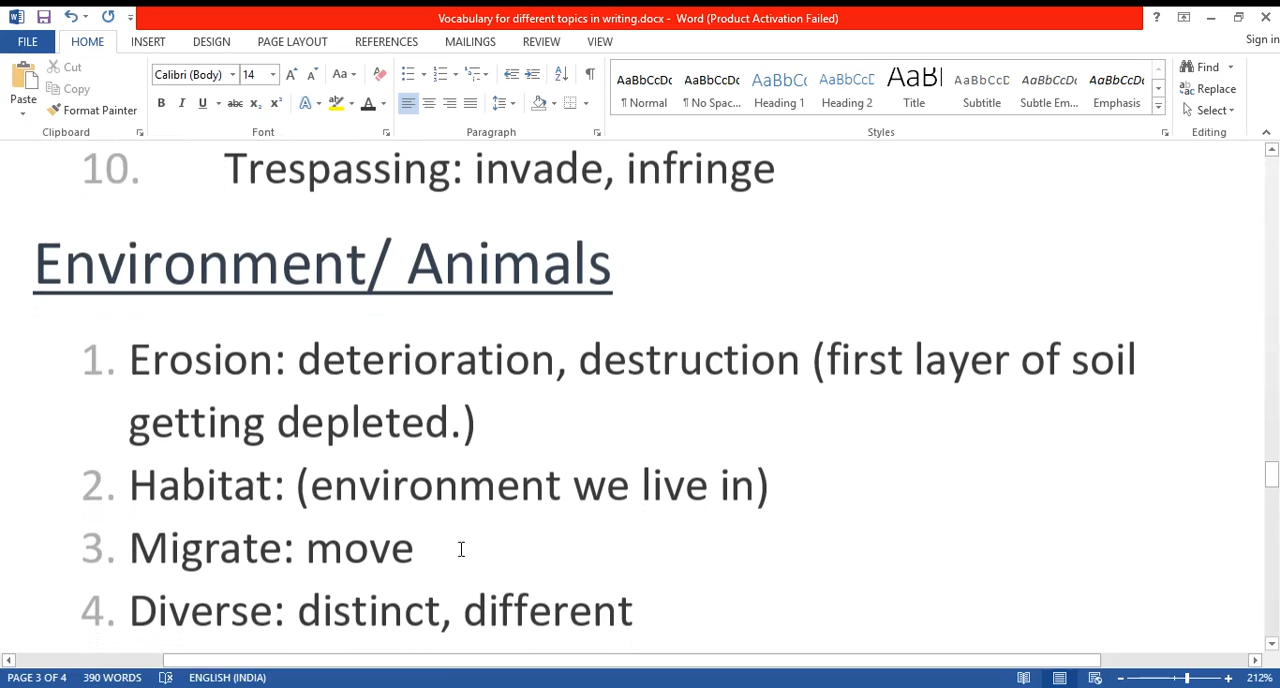 Vocabulary for different topics in writing.docx - Word (Product Activation Failed)
FILE HOME INSERT DESIGN PAGE LAYOUT REFERENCES MAILINGS REVIEW VIEW Sign in
Paste
Cut
Copy
Format Painter
Clipboard
Calibri (Body) 14
Font
Paragraph
AaBbCcDc AaBbCcDc AaBbCc AaBbCcD AaBb AaBbCcD AaBbCcDc AaBbCcDc
¶ Normal ¶ No Spac... Heading Heading 2 Title Subtitle Subtle Em... Emphasis
Styles
Find
Replace
Select
Editing
10. Trespassing: invade, infringe
Environment/ Animals
1. Erosion: deterioration, destruction (first layer of soil
getting depleted.)
2. Habitat: (environment we live in)
3. Migrate: move
4. Diverse: distinct, different
PAGE 3 OF 4 390 WORDS ENGLISH (INDIA) 212%